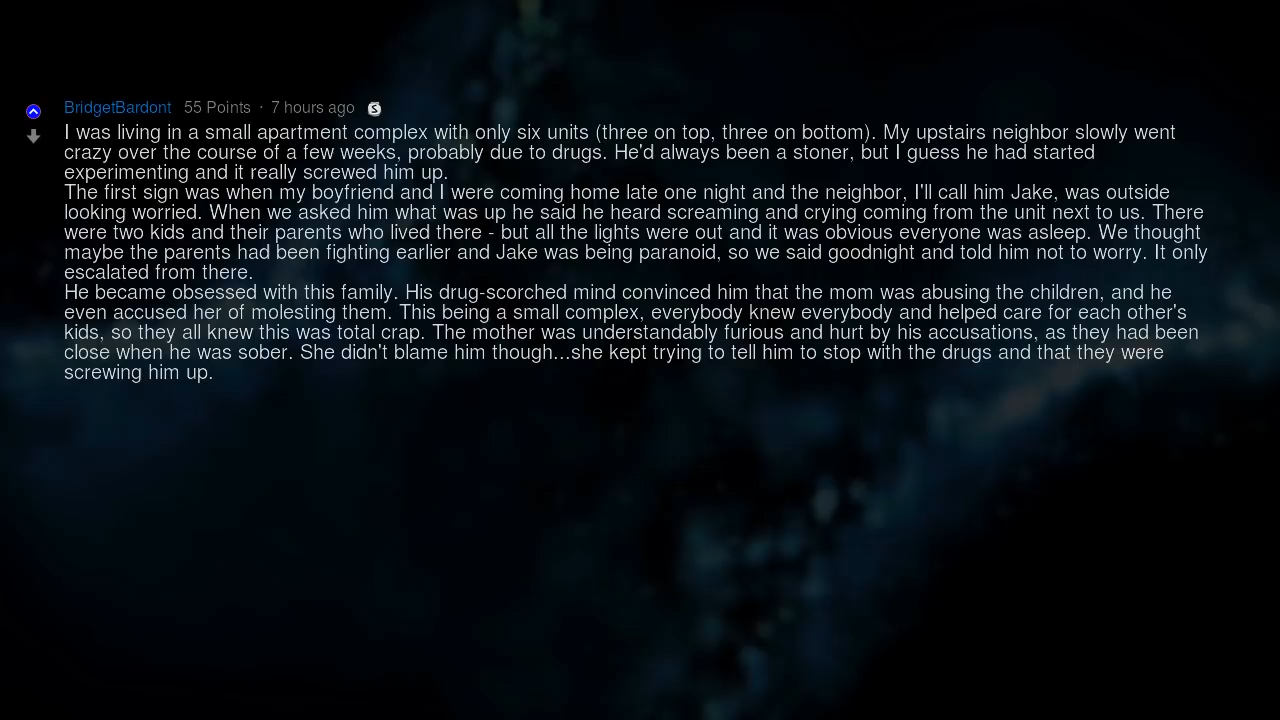 BridgetBardont 55 Points · 7 hours ago S
I was living in a small apartment complex with only six units (three on top, three on bottom). My upstairs neighbor slowly went
crazy over the course of a few weeks, probably due to drugs. He'd always been a stoner, but I guess he had started
experimenting and it really screwed him up.
The first sign was when my boyfriend and I were coming home late one night and the neighbor, I'll call him Jake, was outside
looking worried. When we asked him what was up he said he heard screaming and crying coming from the unit next to us. There
were two kids and their parents who lived there - but all the lights were out and it was obvious everyone was asleep. We thought
maybe the parents had been fighting earlier and Jake was being paranoid, so we said goodnight and told him not to worry. It only
escalated from there.
He became obsessed with this family. His drug-scorched mind convinced him that the mom was abusing the children, and he
even accused her of molesting them. This being a small complex, everybody knew everybody and helped care for each other's
kids, so they all knew this was total crap. The mother was understandably furious and hurt by his accusations, as they had been
close when he was sober. She didn't blame him though...she kept trying to tell him to stop with the drugs and that they were
screwing him up.